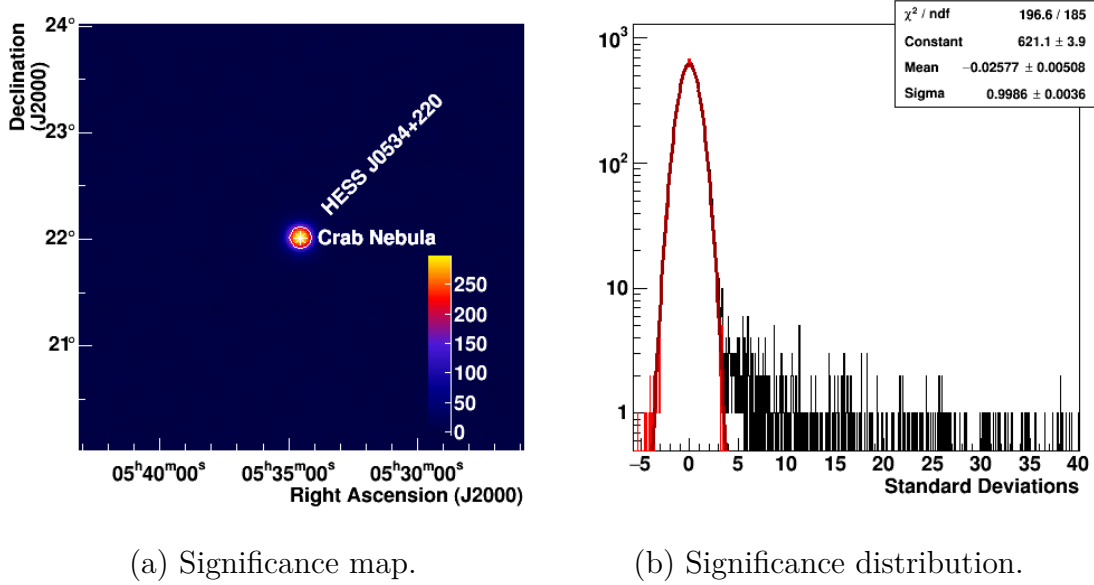 24°
23°
22°
21°
Declination
(J2000)
HESS J0534+220
Crab Nebula
250
200
150
100
50
0
05ʰ40ᵐ00ˢ 05ʰ35ᵐ00ˢ 05ʰ30ᵐ00ˢ
Right Ascension (J2000)
χ² / ndf 196.6 / 185
Constant 621.1 ± 3.9
Mean −0.02577 ± 0.00508
Sigma 0.9986 ± 0.0036
10³
10²
10
1
−5 0 5 10 15 20 25 30 35 40
Standard Deviations
(a) Significance map.
(b) Significance distribution.